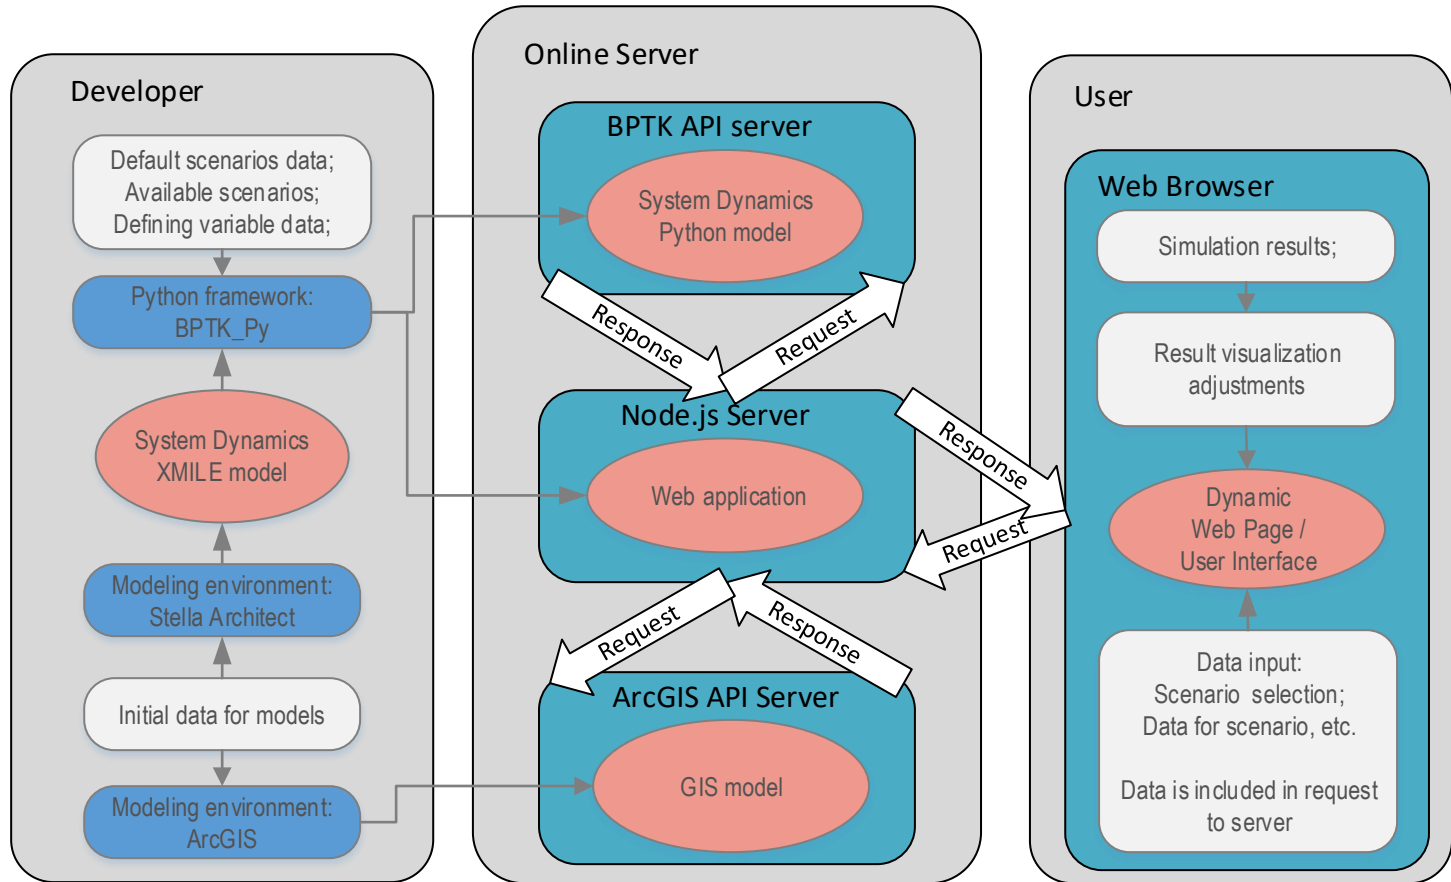 Developer
Default scenarios data;
Available scenarios;
Defining variable data;
Python framework:
BPTK_Py
System Dynamics
XMILE model
Modeling environment:
Stella Architect
Initial data for models
Modeling environment:
ArcGIS
Online Server
BPTK API server
System Dynamics
Python model
Response
Request
Node.js Server
Web application
Response
Request
Request
Response
ArcGIS API Server
GIS model
User
Web Browser
Simulation results;
Result visualization
adjustments
Dynamic
Web Page /
User Interface
Data input:
Scenario selection;
Data for scenario, etc.
Data is included in request
to server